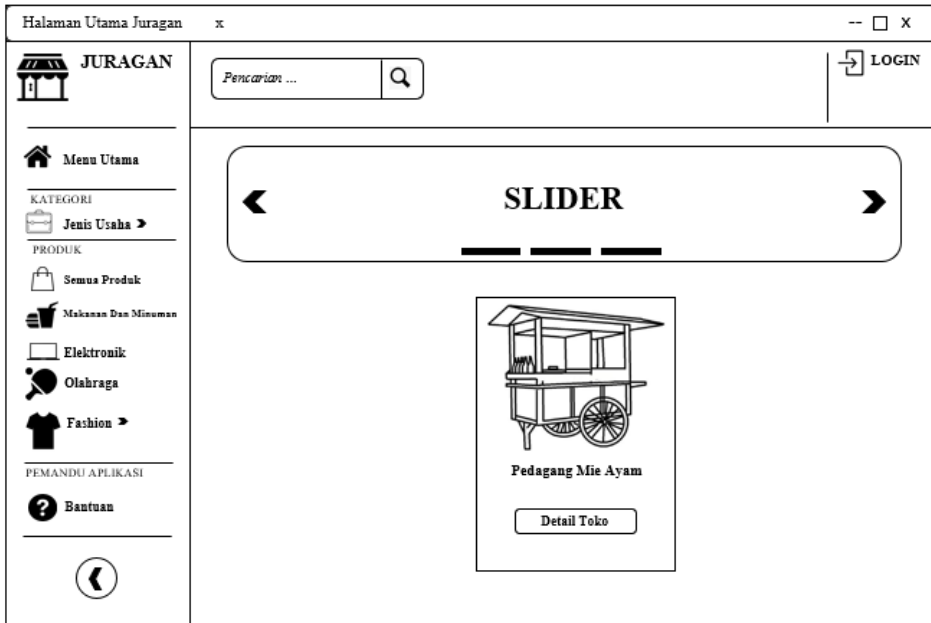 Halaman Utama Juragan x -- X
JURAGAN
Pencarian ...
LOGIN
Menu Utama
KATEGORI
Jenis Usaha
PRODUK
Semua Produk
Makanan Dan Minuman
Elektronik
Olahraga
Fashion
PEMANDU APLIKASI
? Bantuan
SLIDER
Pedagang Mie Ayam
Detail Toko